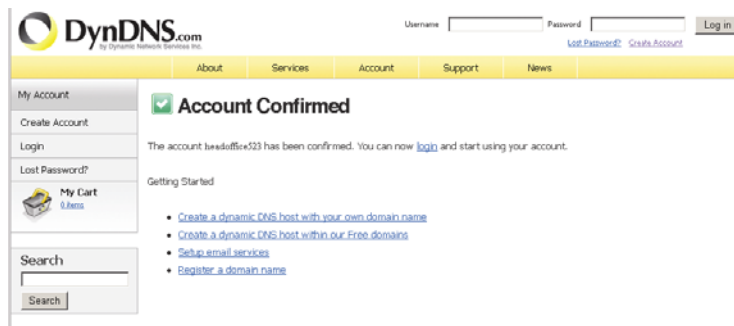 DynDNS.com
by Dynamic Network Services Inc.
Username Password Log in
Lost Password? Create Account
About Services Account Support News
My Account
Create Account
Login
Lost Password?
My Cart
0 items
Search
Search
Account Confirmed
The account headoffice523 has been confirmed. You can now login and start using your account.
Getting Started
Create a dynamic DNS host with your own domain name
Create a dynamic DNS host within our Free domains
Setup email services
Register a domain name